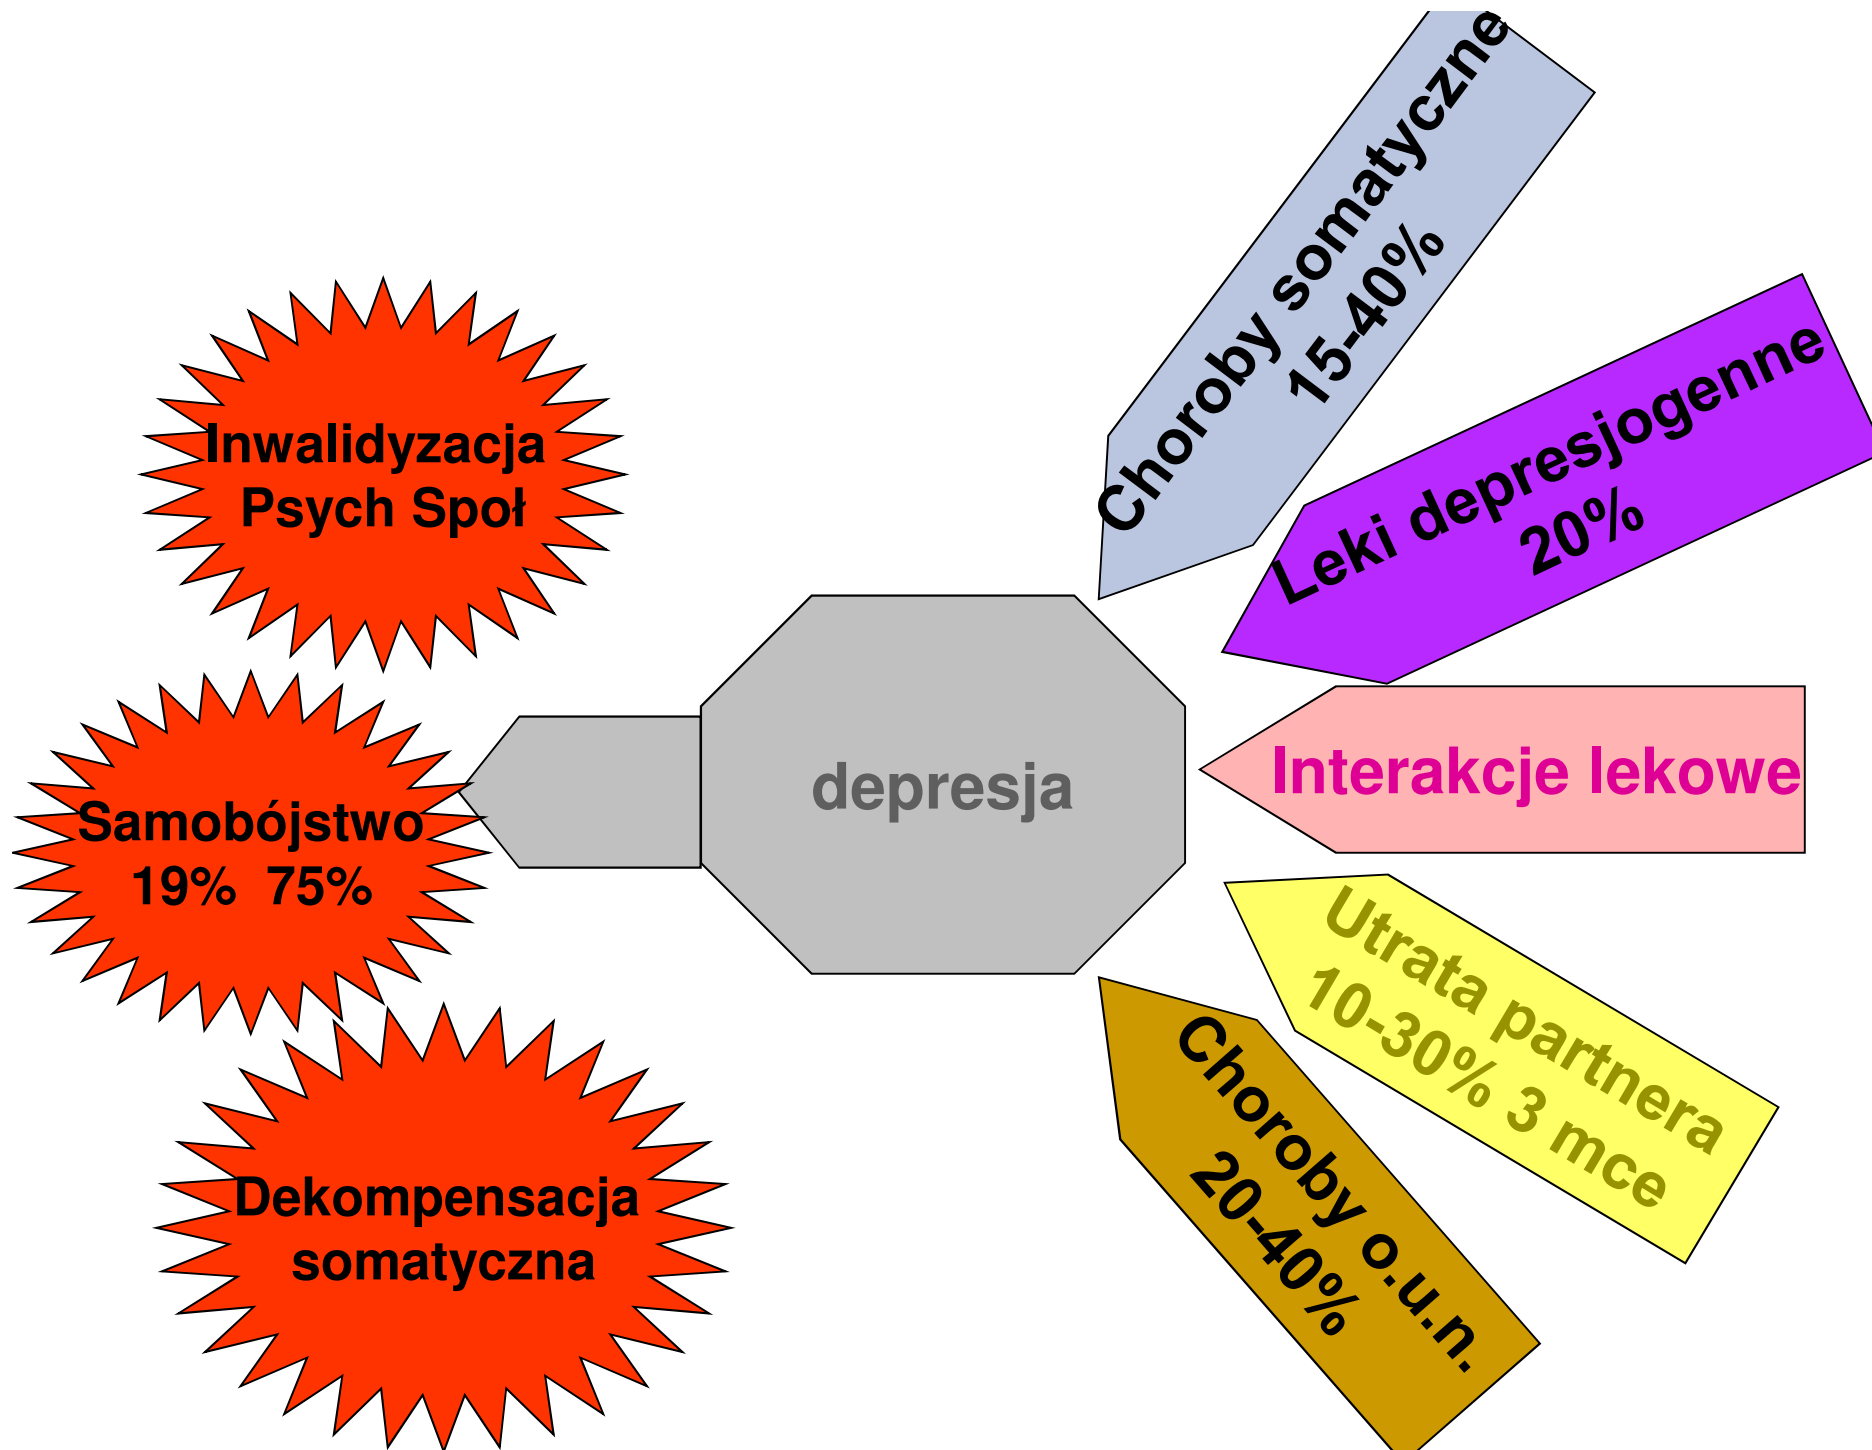 Choroby somatyczne
15-40%
Leki depresjogenne
20%
Inwalidyzacja
Psych Społ
Interakcje lekowe
depresja
Samobójstwo
19% 75%
Utrata partnera
10-30% 3 mce
Choroby o.u.n.
20-40%
Dekompensacja
somatyczna